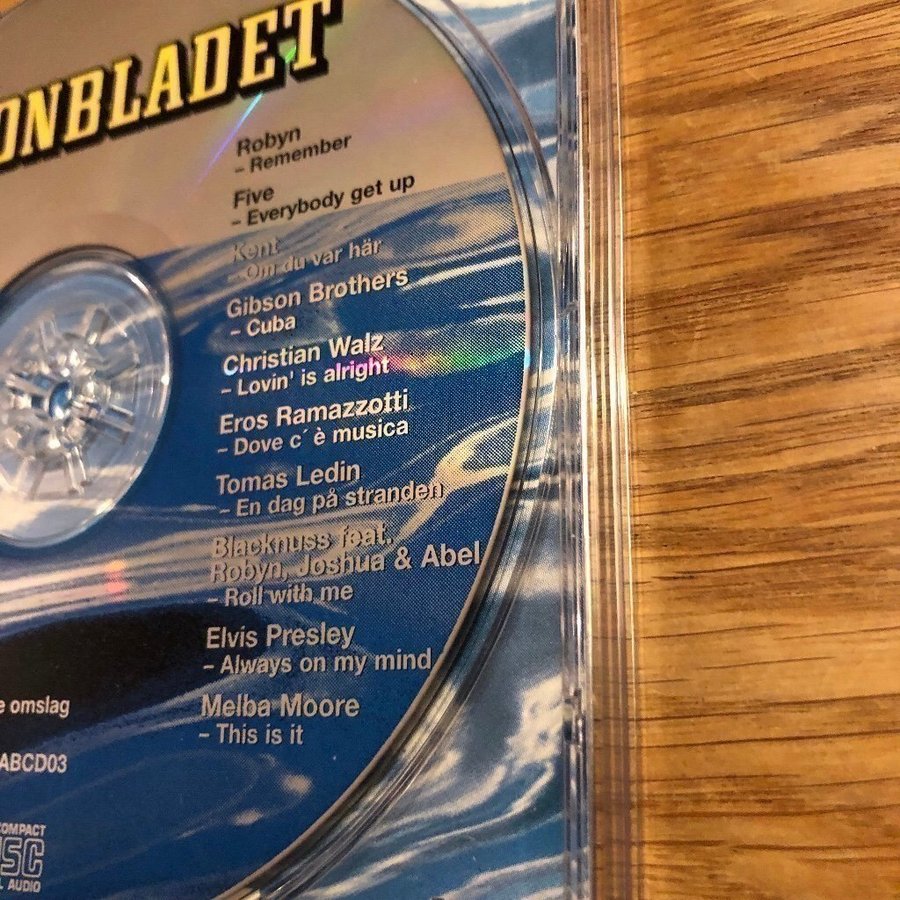 ONBLADET
Robyn
– Remember
Five
– Everybody get up
Kent
– Om du var här
Gibson Brothers
– Cuba
Christian Walz
– Lovin' is alright
Eros Ramazzotti
– Dove c´è musica
Tomas Ledin
– En dag på stranden
Blacknuss feat.
Robyn, Joshua & Abel
– Roll with me
Elvis Presley
– Always on my mind
Melba Moore
– This is it
e omslag
ABCD03
COMPACT
ISC
L AUDIO